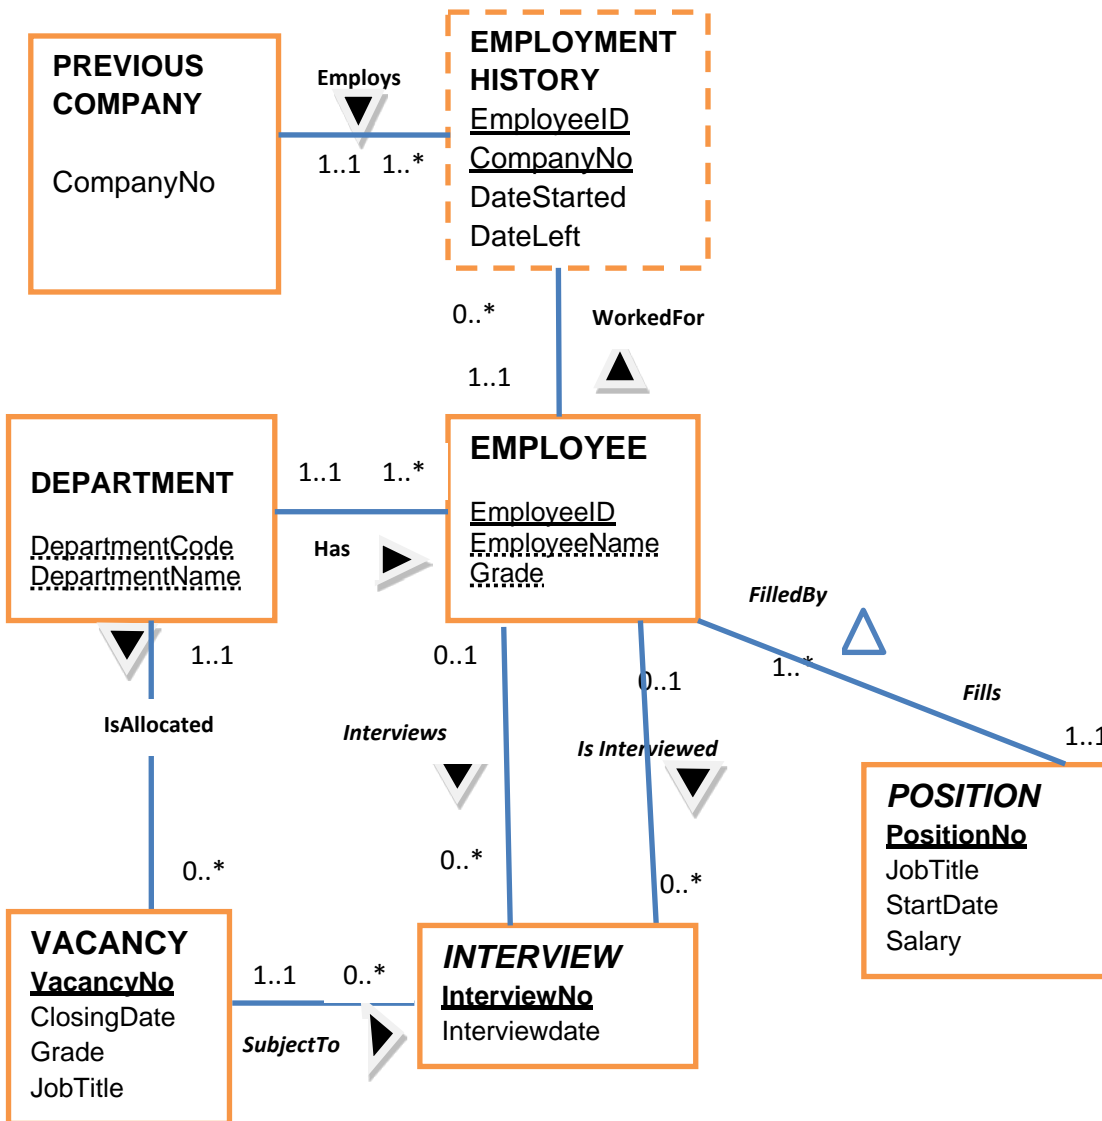 PREVIOUS
COMPANY
CompanyNo
Employs
1..1 1..*
EMPLOYMENT
HISTORY
EmployeeID
CompanyNo
DateStarted
DateLeft
0..*
WorkedFor
1..1
DEPARTMENT
DepartmentCode
DepartmentName
1..1 1..*
Has
EMPLOYEE
EmployeeID
EmployeeName
Grade
FilledBy
1..*
Fills
1..1
1..1
IsAllocated
0..*
0..1
Interviews
0..*
0..1
Is Interviewed
0..*
POSITION
PositionNo
JobTitle
StartDate
Salary
VACANCY
VacancyNo
ClosingDate
Grade
JobTitle
1..1 0..*
SubjectTo
INTERVIEW
InterviewNo
Interviewdate